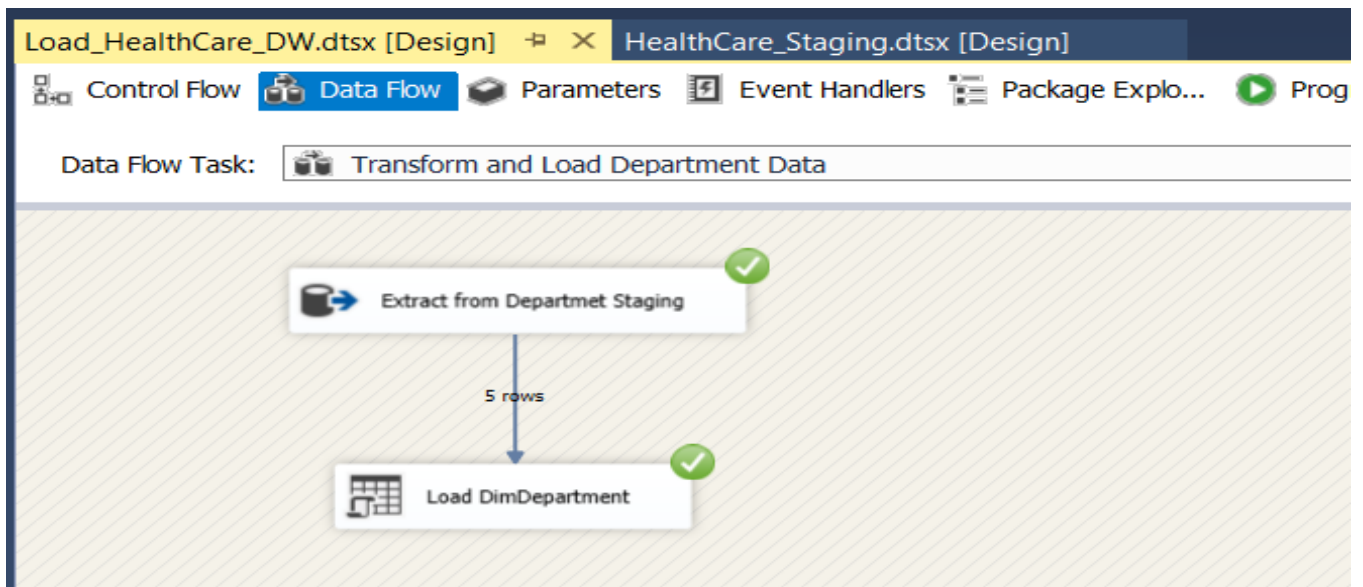 Load_HealthCare_DW.dtsx [Design] HealthCare_Staging.dtsx [Design]
Control Flow Data Flow Parameters Event Handlers Package Explo... Prog
Data Flow Task: Transform and Load Department Data
Extract from Departmet Staging
5 rows
Load DimDepartment